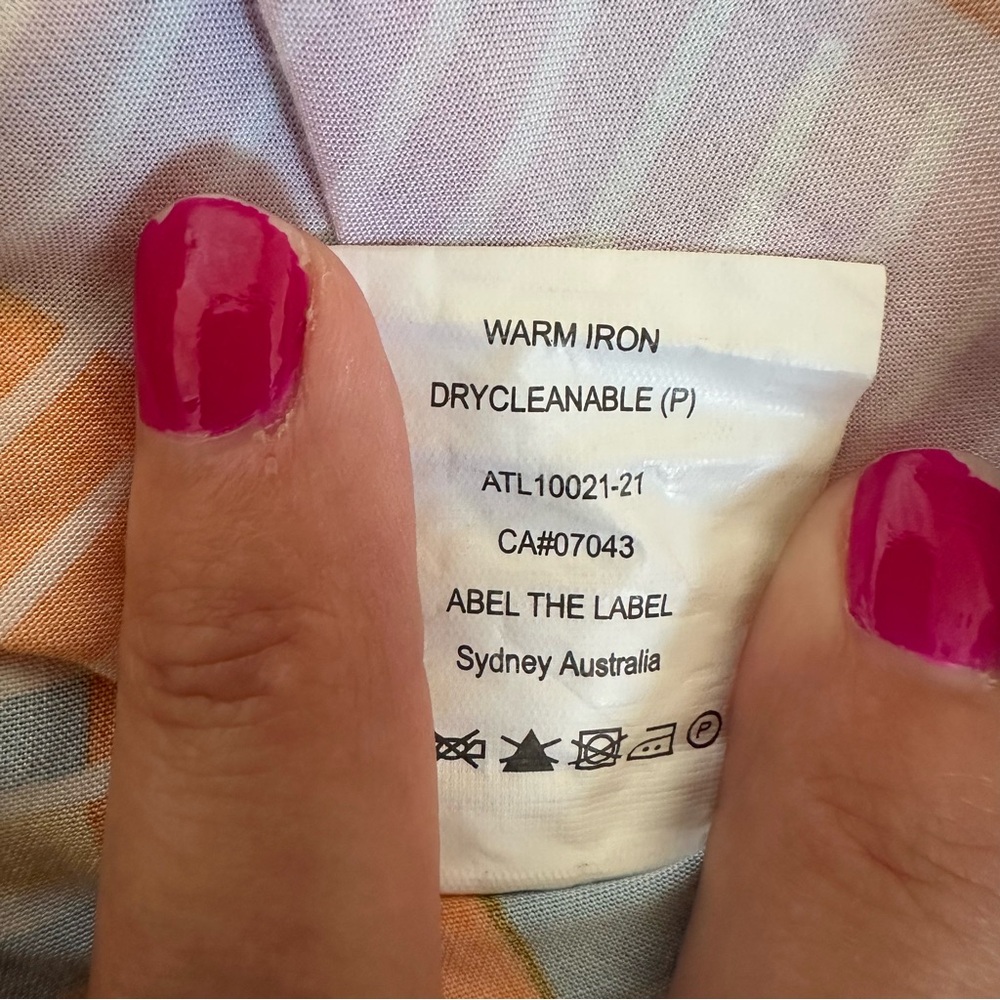 WARM IRON
DRYCLEANABLE (P)
ATL10021-21
CA#07043
ABEL THE LABEL
Sydney Australia
P